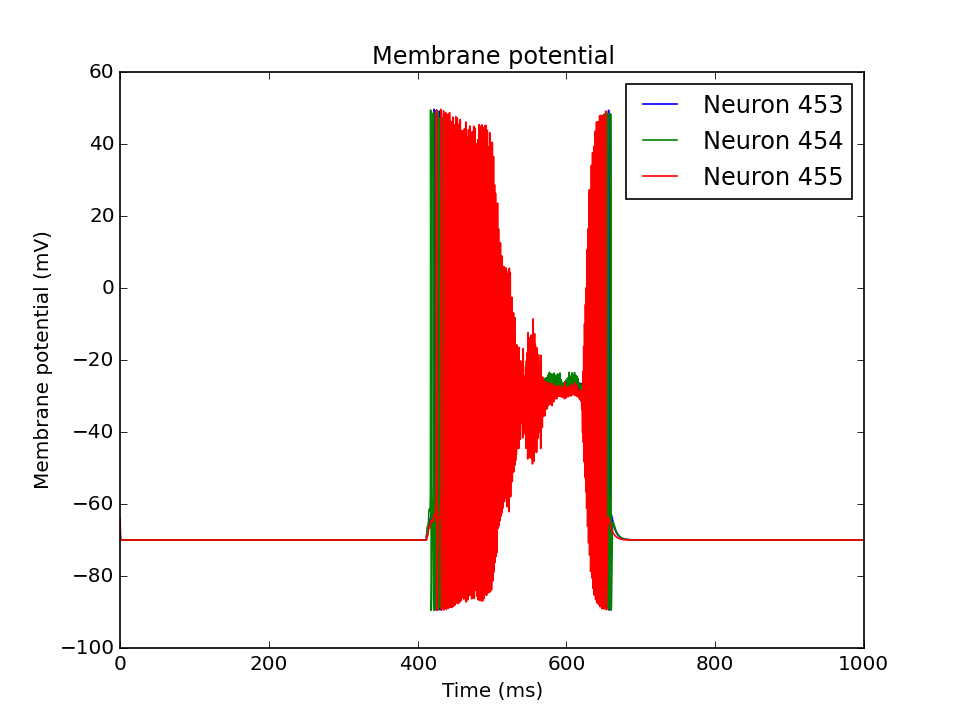 Membrane potential
60
40
20
0
−20
−40
−60
−80
−100
Membrane potential (mV)
Neuron 453
Neuron 454
Neuron 455
0 200 400 600 800 1000
Time (ms)